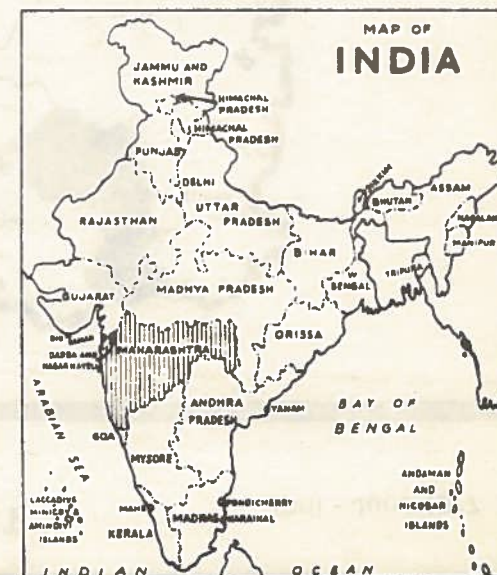 MAP OF
INDIA
JAMMU AND
KASHMIR
HIMACHAL
PRADESH
HIMACHAL
PRADESH
PUNJAB
DELHI
RAJASTHAN
UTTAR
PRADESH
SIKKIM
BHUTAN
ASSAM
NAGALAND
MANIPUR
BIHAR
TRIPURA
W
BENGAL
GUJARAT
MADHYA PRADESH
ORISSA
DIU
DAMAN
DADRA AND
NAGAR HAVELI
MAHARASHTRA
ARABIAN SEA
ANDHRA
PRADESH
YANAM
BAY OF
BENGAL
GOA
MYSORE
LACCADIVE
MINICOY &
AMINDIVI
ISLANDS
MAHE
KERALA
MADRAS
PONDICHERRY
KARAIKAL
ANDAMAN
AND
NICOBAR
ISLANDS
INDIAN OCEAN